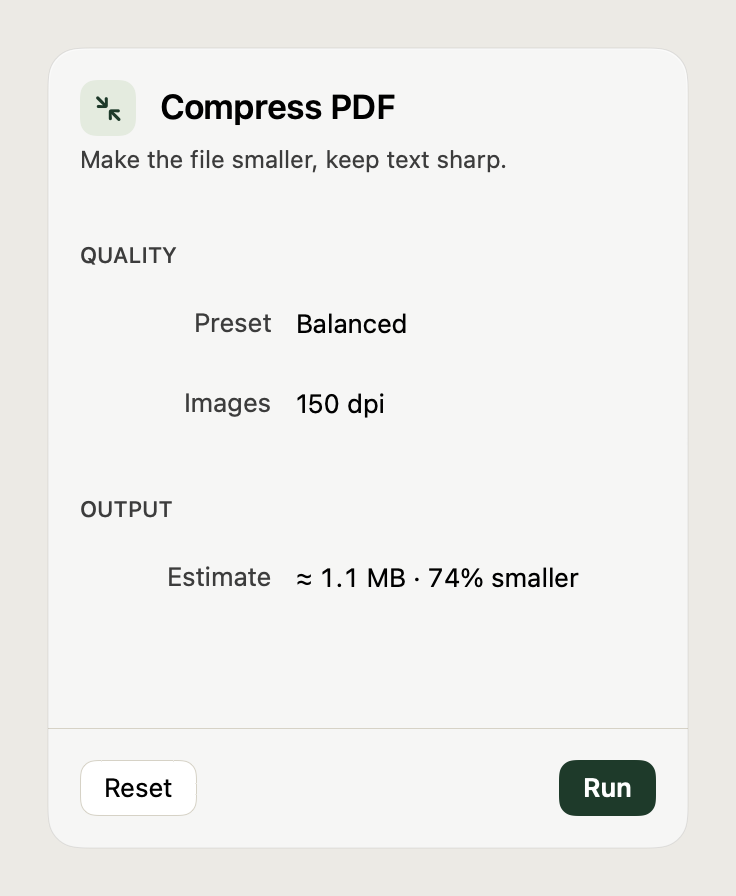 Compress PDF
Make the file smaller, keep text sharp.
QUALITY
Preset Balanced
Images 150 dpi
OUTPUT
Estimate ≈ 1.1 MB · 74% smaller
Reset Run